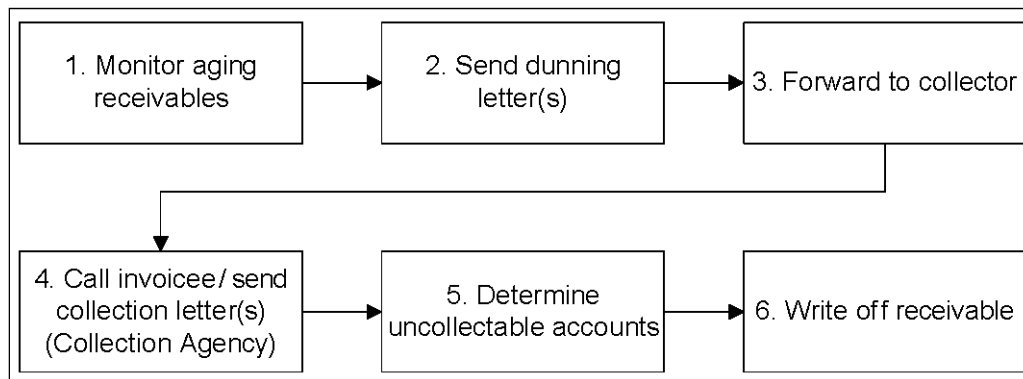 1. Monitor aging
receivables
2. Send dunning
letter(s)
3. Forward to collector
4. Call invoicee/ send
collection letter(s)
(Collection Agency)
5. Determine
uncollectable accounts
6. Write off receivable